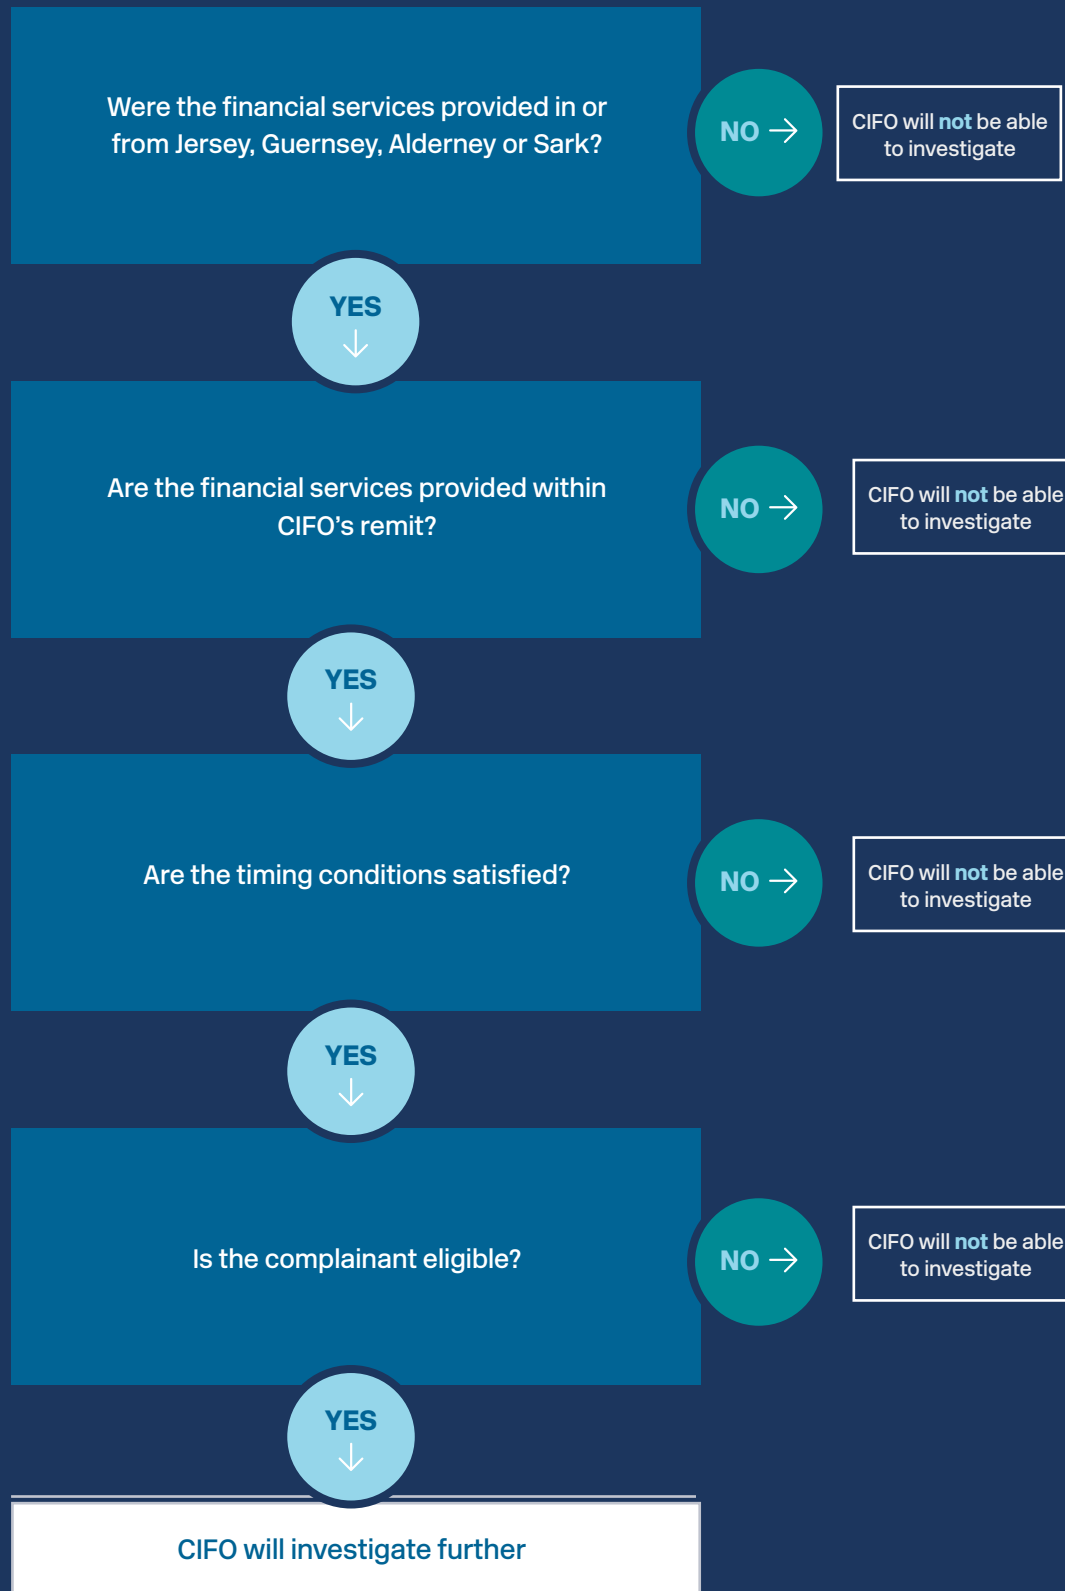 Were the financial services provided in or
from Jersey, Guernsey, Alderney or Sark?
NO →
CIFO will not be able
to investigate
YES
↓
Are the financial services provided within
CIFO’s remit?
NO →
CIFO will not be able
to investigate
YES
↓
Are the timing conditions satisfied?
NO →
CIFO will not be able
to investigate
YES
↓
Is the complainant eligible?
NO →
CIFO will not be able
to investigate
YES
↓
CIFO will investigate further